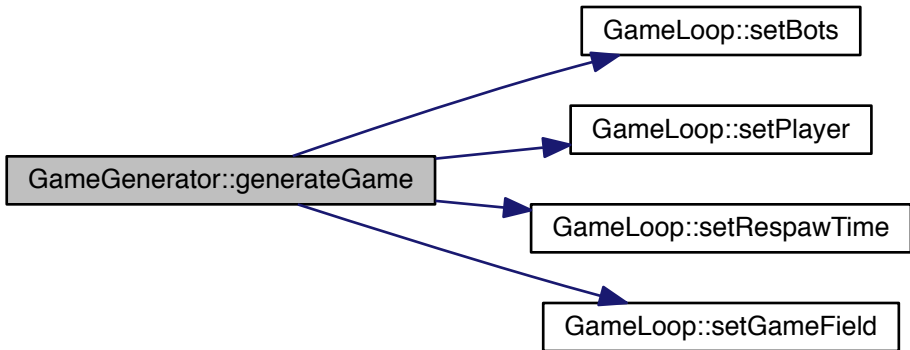 GameLoop::setBots
GameLoop::setPlayer
GameGenerator::generateGame
GameLoop::setRespawTime
GameLoop::setGameField